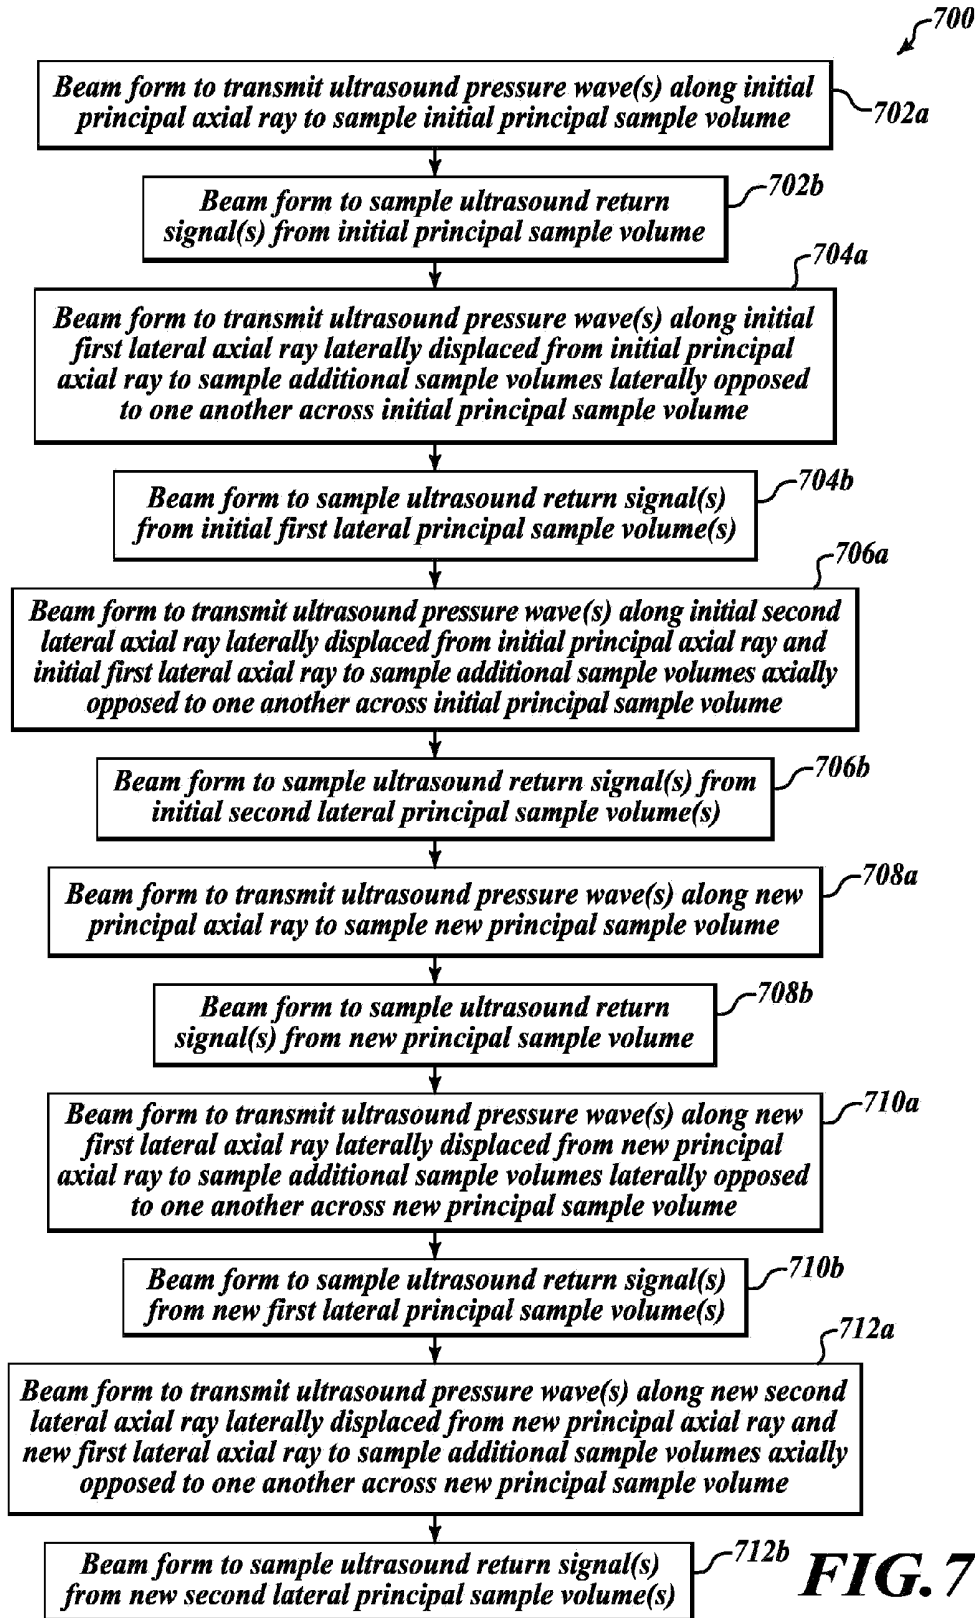 700
Beam form to transmit ultrasound pressure wave(s) along initial
principal axial ray to sample initial principal sample volume
702a
Beam form to sample ultrasound return
signal(s) from initial principal sample volume
702b
704a
Beam form to transmit ultrasound pressure wave(s) along initial
first lateral axial ray laterally displaced from initial principal
axial ray to sample additional sample volumes laterally opposed
to one another across initial principal sample volume
704b
Beam form to sample ultrasound return signal(s)
from initial first lateral principal sample volume(s)
706a
Beam form to transmit ultrasound pressure wave(s) along initial second
lateral axial ray laterally displaced from initial principal axial ray and
initial first lateral axial ray to sample additional sample volumes axially
opposed to one another across initial principal sample volume
706b
Beam form to sample ultrasound return signal(s) from
initial second lateral principal sample volume(s)
708a
Beam form to transmit ultrasound pressure wave(s) along new
principal axial ray to sample new principal sample volume
708b
Beam form to sample ultrasound return
signal(s) from new principal sample volume
710a
Beam form to transmit ultrasound pressure wave(s) along new
first lateral axial ray laterally displaced from new principal
axial ray to sample additional sample volumes laterally opposed
to one another across new principal sample volume
710b
Beam form to sample ultrasound return signal(s)
from new first lateral principal sample volume(s)
712a
Beam form to transmit ultrasound pressure wave(s) along new second
lateral axial ray laterally displaced from new principal axial ray and
new first lateral axial ray to sample additional sample volumes axially
opposed to one another across new principal sample volume
712b
Beam form to sample ultrasound return signal(s)
from new second lateral principal sample volume(s)
FIG. 7